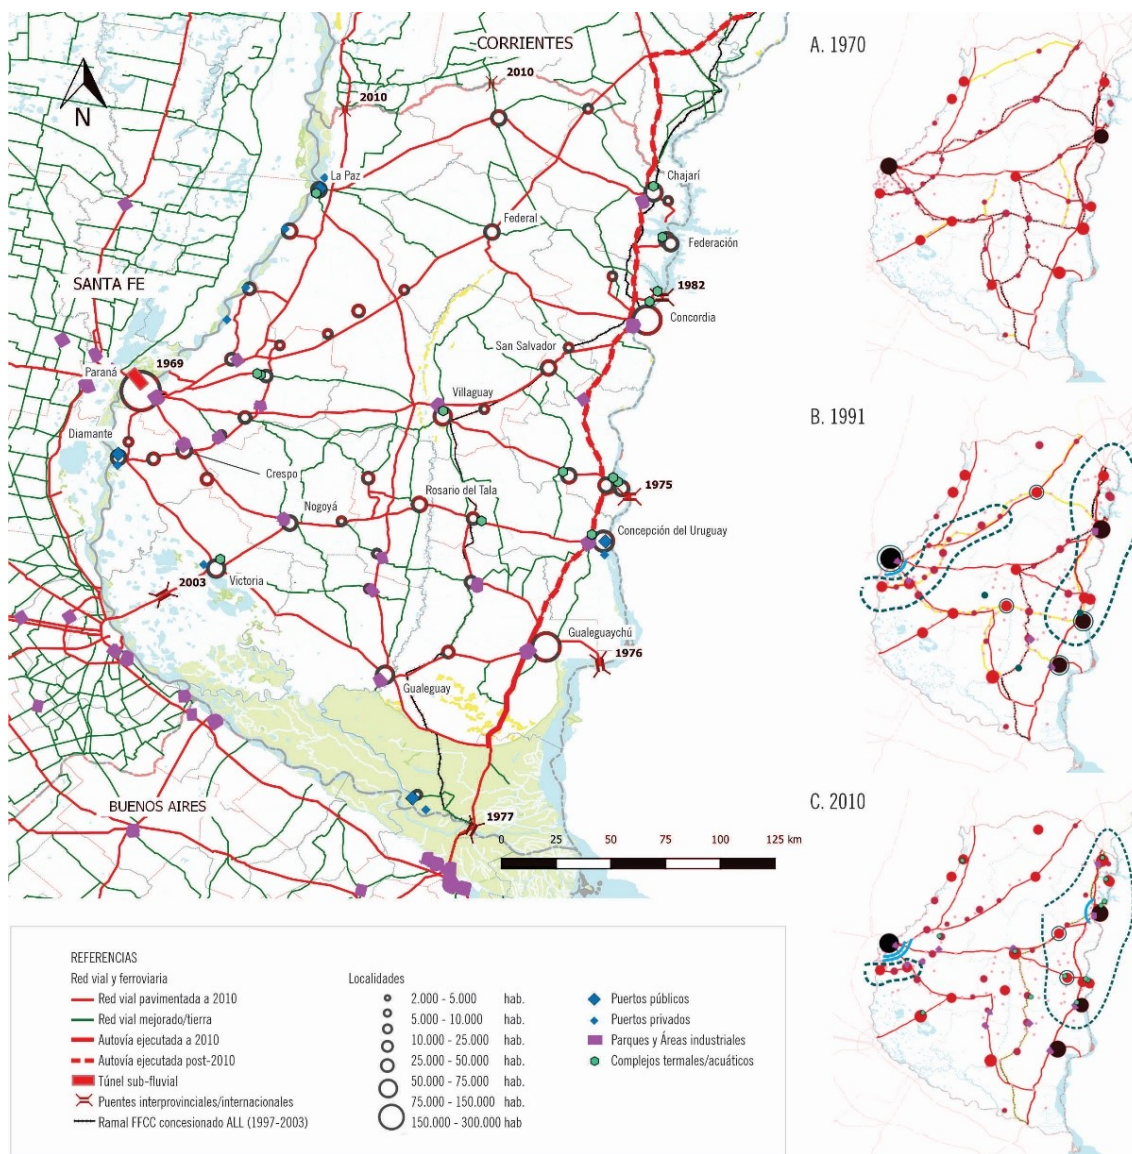 CORRIENTES
2010
2010
N
La Paz
Chajarí
Federal
Federación
SANTA FE
1982
Concordia
San Salvador
1969
Paraná
Villaguay
Diamante
Crespo
1975
Rosario del Tala
Nogoyá
Concepción del Uruguay
2003
Victoria
Gualeguaychú
1976
Gualeguay
BUENOS AIRES
1977
0 25 50 75 100 125 km
A. 1970
B. 1991
C. 2010
REFERENCIAS
Red vial y ferroviaria
Red vial pavimentada a 2010
Red vial mejorado/tierra
Autovía ejecutada a 2010
Autovía ejecutada post-2010
Túnel sub-fluvial
Puentes interprovinciales/internacionales
Ramal FFCC concesionado ALL (1997-2003)
Localidades
2.000 - 5.000 hab.
5.000 - 10.000 hab.
10.000 - 25.000 hab.
25.000 - 50.000 hab.
50.000 - 75.000 hab.
75.000 - 150.000 hab.
150.000 - 300.000 hab
Puertos públicos
Puertos privados
Parques y Áreas industriales
Complejos termales/acuáticos